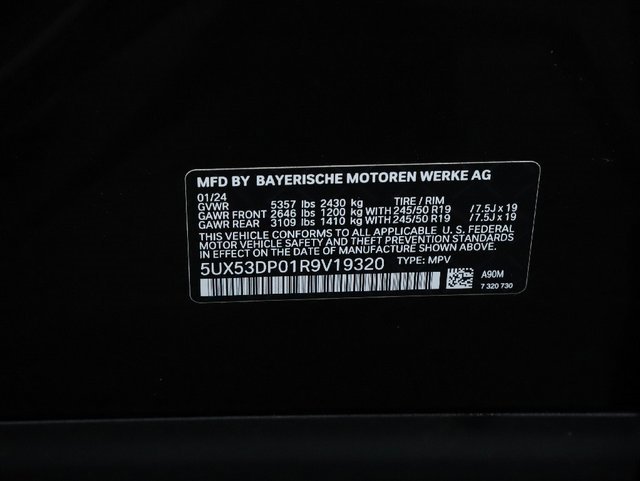 MFD BY BAYERISCHE MOTOREN WERKE AG
01/24
GVWR 5357 lbs 2430 kg TIRE / RIM
GAWR FRONT 2646 lbs 1200 kg WITH 245/50 R19 / 7.5J x 19
GAWR REAR 3109 lbs 1410 kg WITH 245/50 R19 / 7.5J x 19
THIS VEHICLE CONFORMS TO ALL APPLICABLE U. S. FEDERAL
MOTOR VEHICLE SAFETY AND THEFT PREVENTION STANDARDS
IN EFFECT ON THE DATE OF MANUFACTURE SHOWN ABOVE.
5UX53DP01R9V19320 TYPE: MPV
A90M
7 320 730